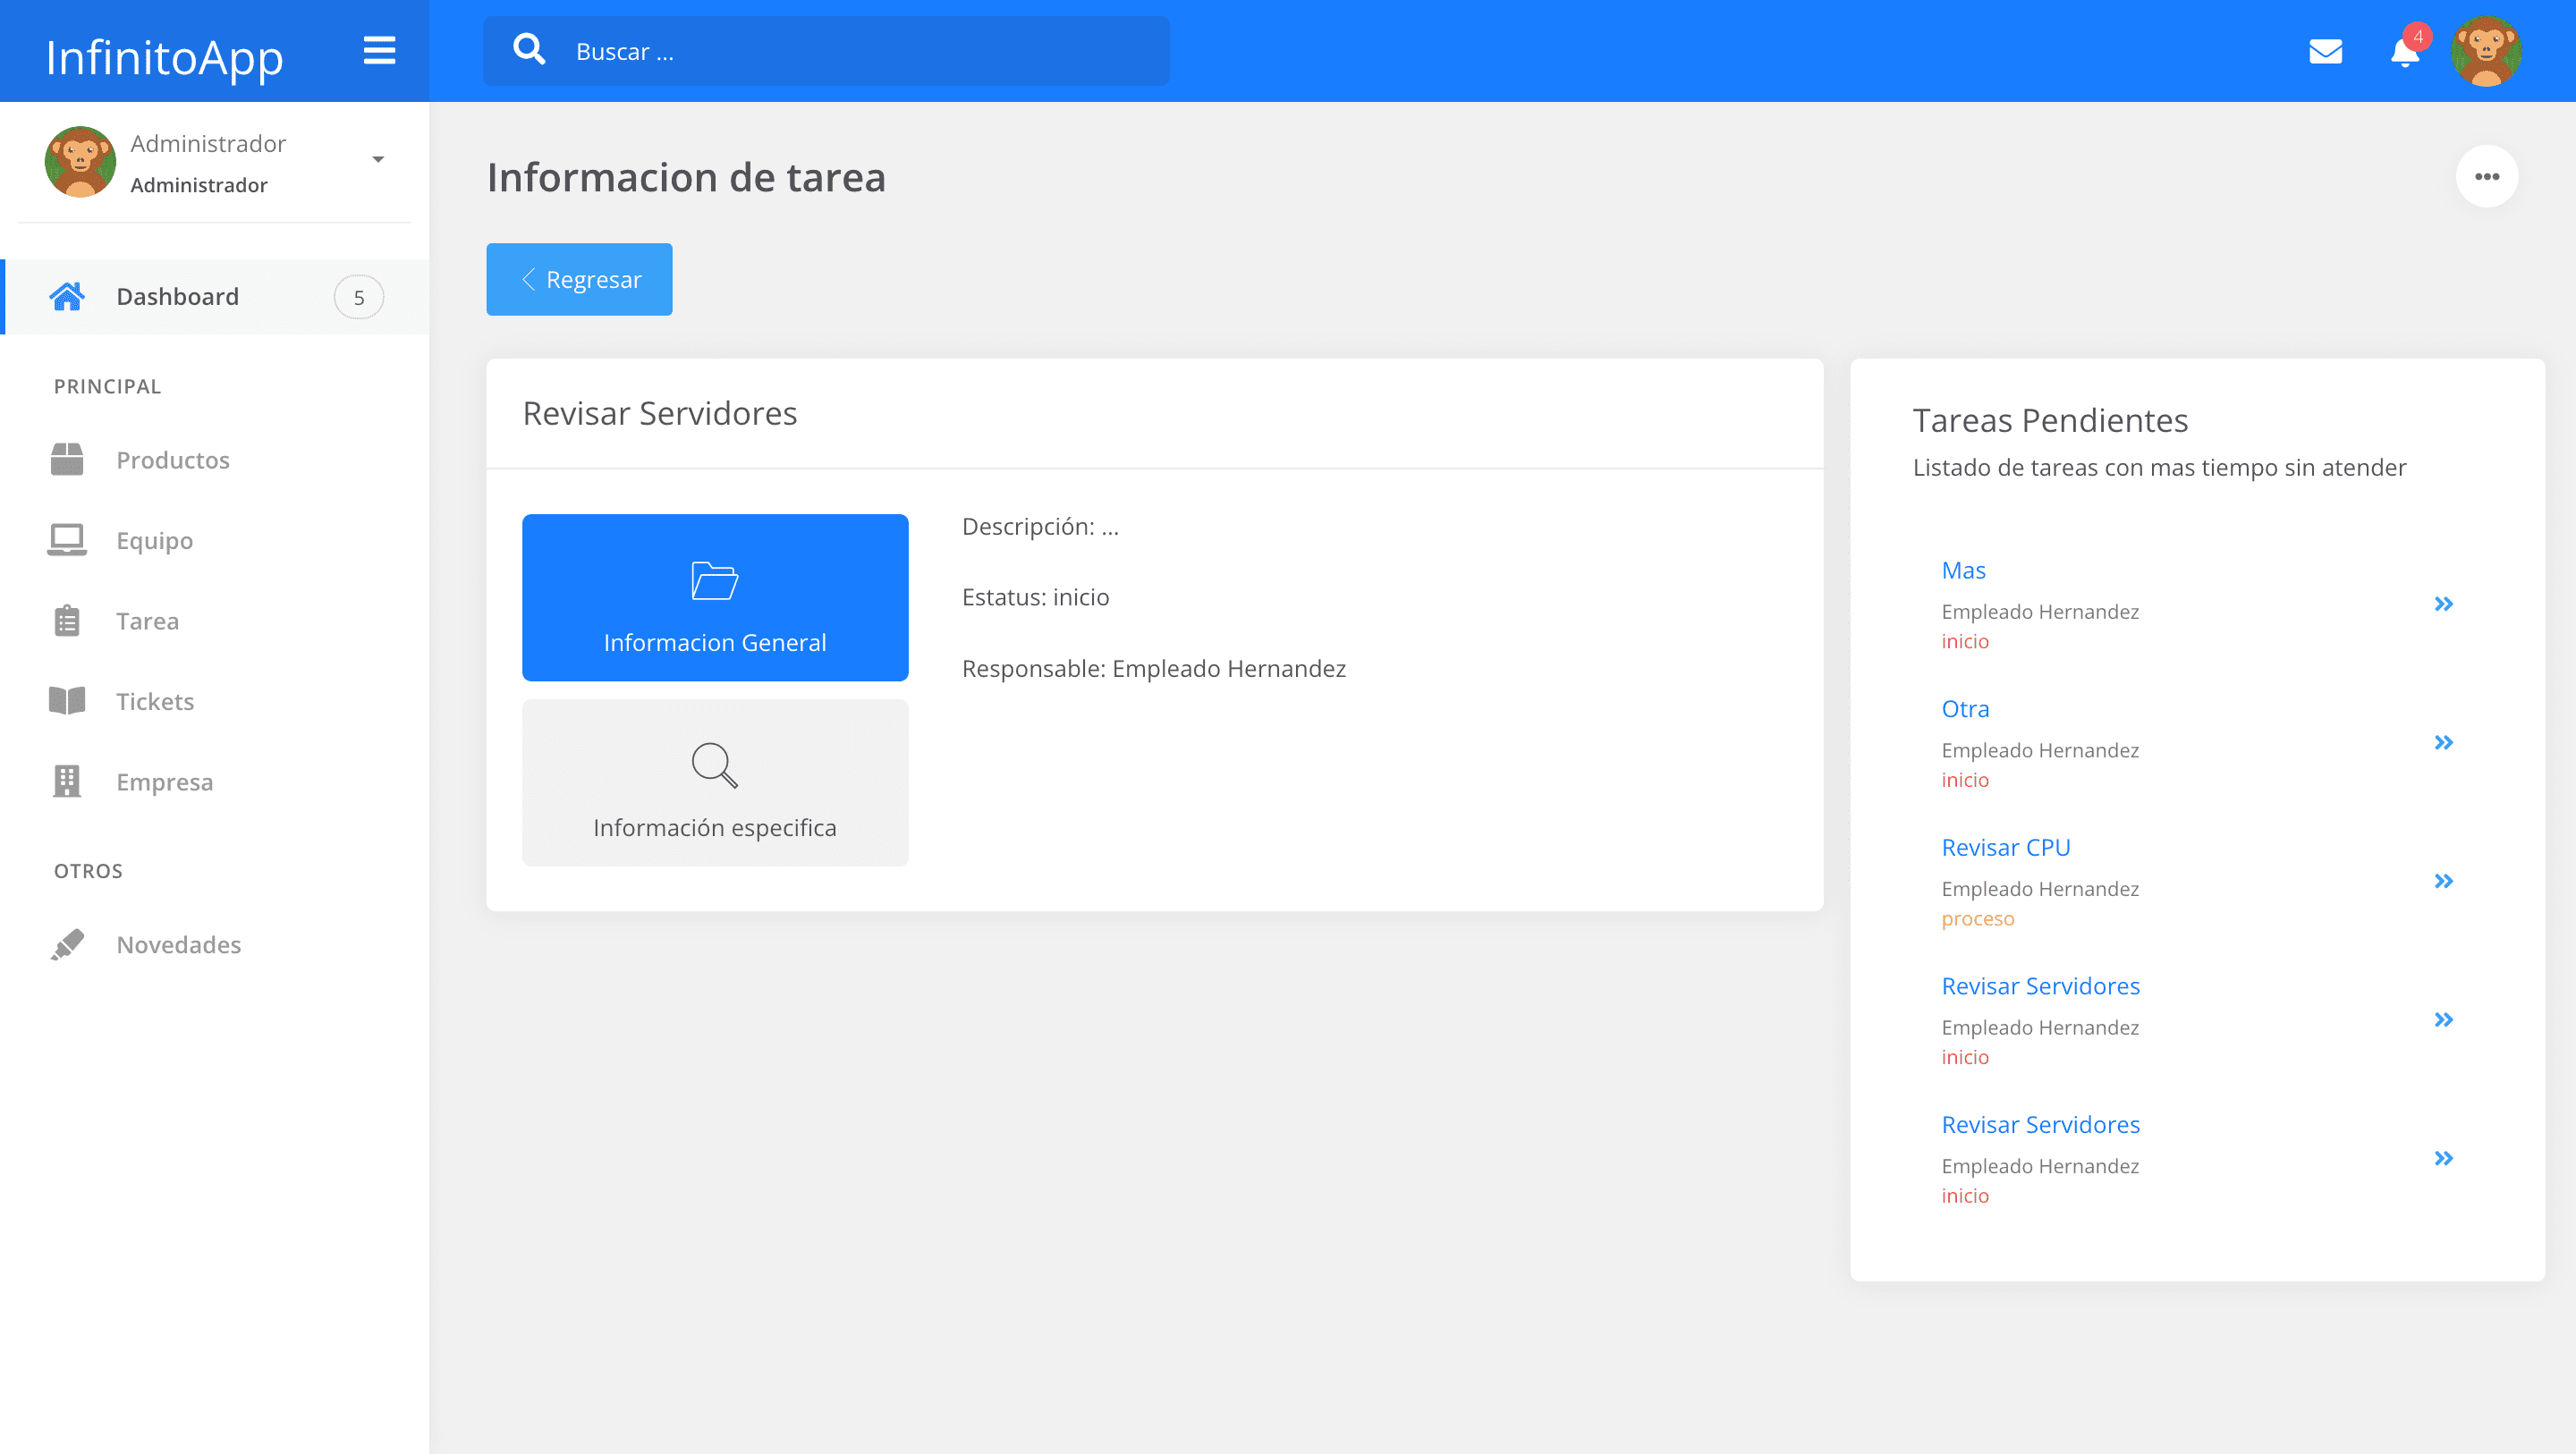 InfinitoApp
Buscar ...
4
Administrador
Administrador
Dashboard
5
PRINCIPAL
Productos
Equipo
Tarea
Tickets
Empresa
OTROS
Novedades
Informacion de tarea
Regresar
Revisar Servidores
Informacion General
Información especifica
Descripción: ...
Estatus: inicio
Responsable: Empleado Hernandez
Tareas Pendientes
Listado de tareas con mas tiempo sin atender
Mas
Empleado Hernandez
inicio
Otra
Empleado Hernandez
inicio
Revisar CPU
Empleado Hernandez
proceso
Revisar Servidores
Empleado Hernandez
inicio
Revisar Servidores
Empleado Hernandez
inicio